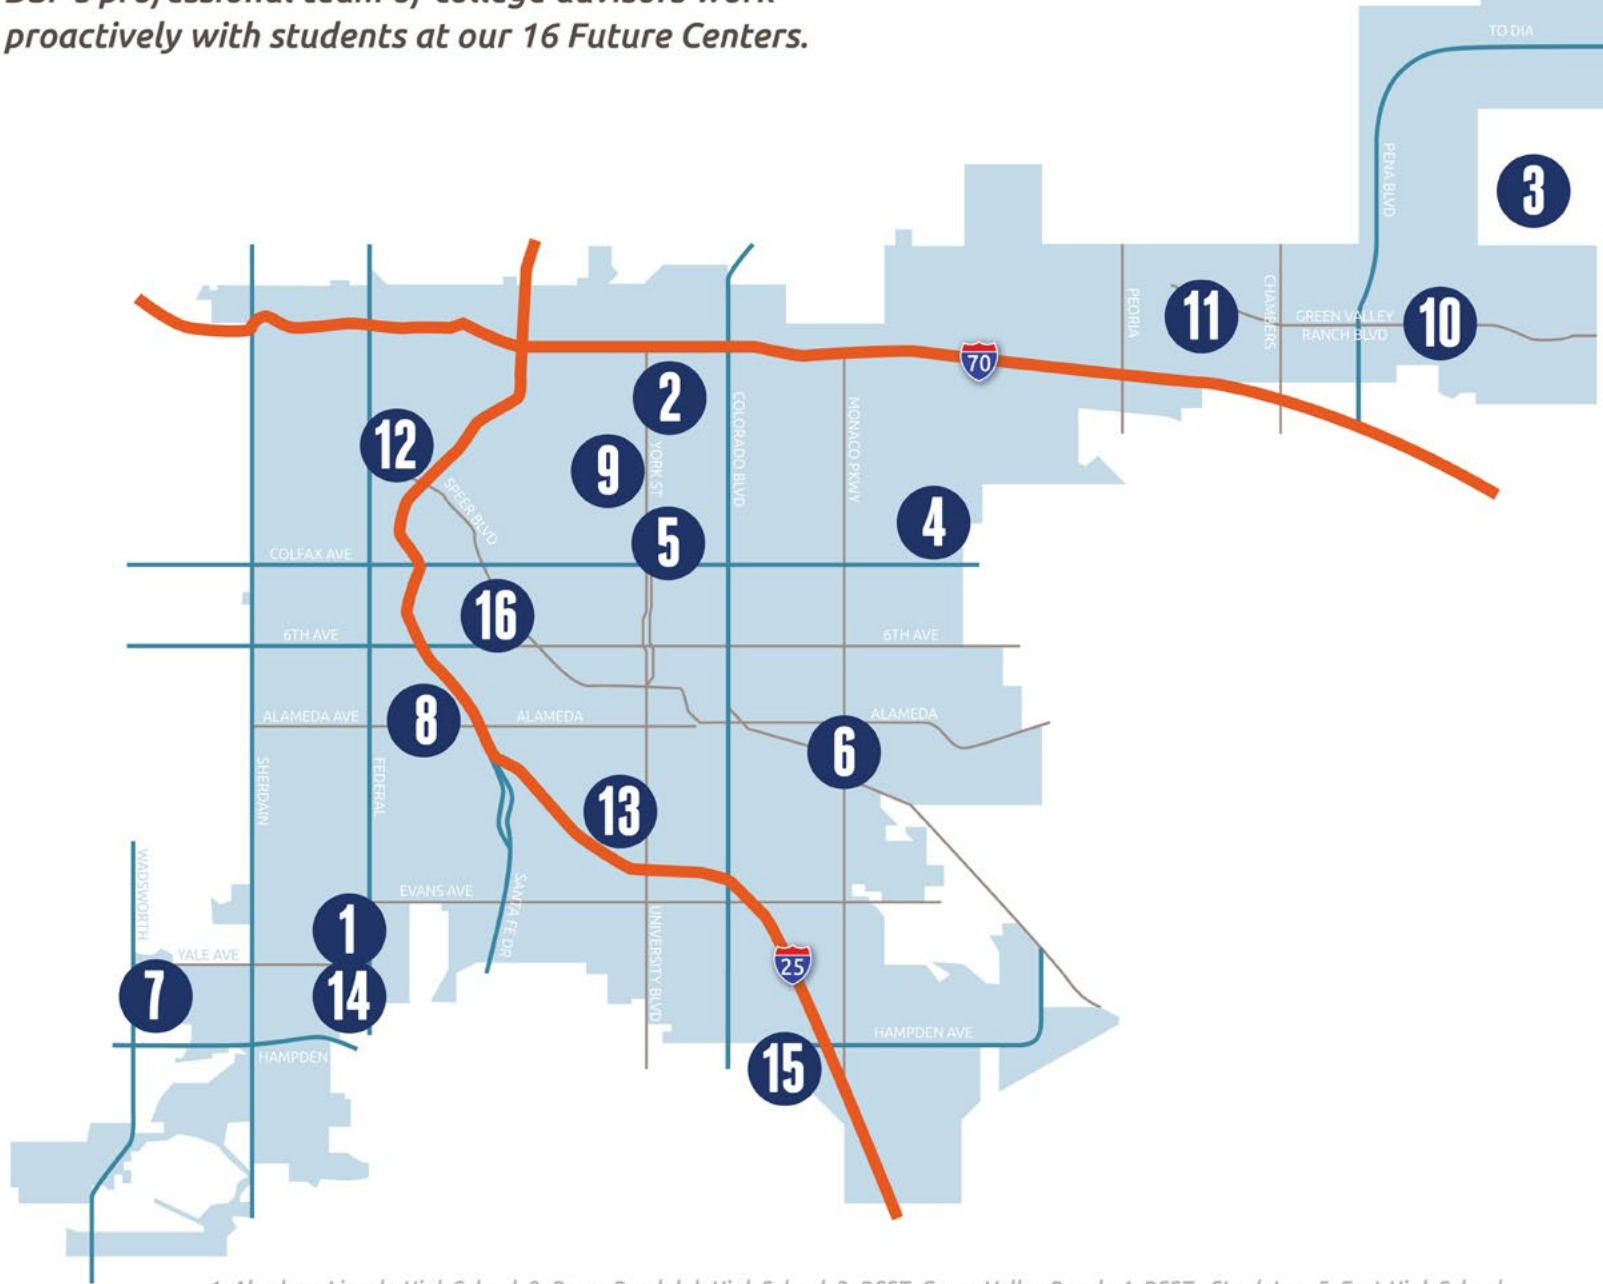 proactively with students at our 16 Future Centers.
TO DIA
PENA BLVD
3
PEORIA
11
CHAMBERS
GREEN VALLEY
RANCH BLVD
10
70
2
12
COLORADO BLVD
MONACO PKWY
9
YORK ST
SPEER BLVD
4
5
COLFAX AVE
16
6TH AVE
6TH AVE
8
ALAMEDA AVE
ALAMEDA
ALAMEDA
6
SHERDAIN
FEDERAL
13
WADSWORTH
EVANS AVE
SANTA FE DR
1
UNIVERSITY BLVD
YALE AVE
25
7
14
HAMPDEN AVE
HAMPDEN
15